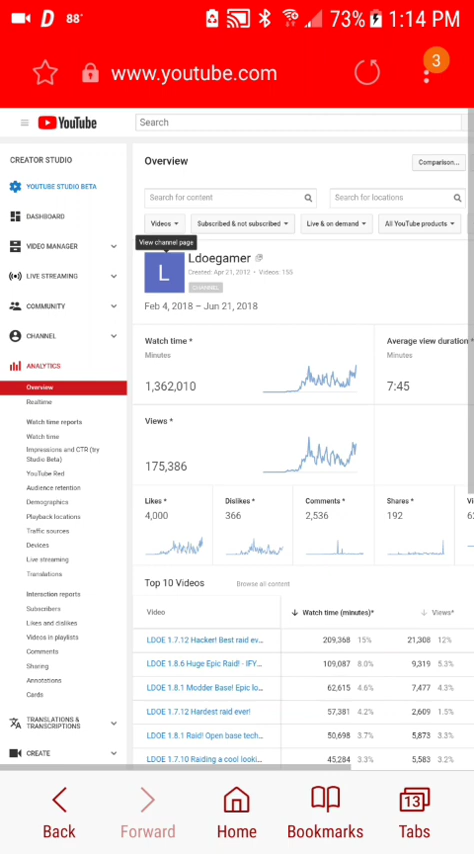 D 88° 73% 1:14 PM
www.youtube.com 3
YouTube Search
CREATOR STUDIO
Overview Comparison...
YOUTUBE STUDIO BETA
Search for content Search for locations
DASHBOARD
Videos Subscribed & not subscribed Live & on demand All YouTube products
VIDEO MANAGER
View channel page
L Ldoegamer
Created: Apr 21, 2012 • Videos: 155
CHANNEL
LIVE STREAMING
COMMUNITY
Feb 4, 2018 – Jun 21, 2018
CHANNEL
Watch time * Average view duration *
Minutes Minutes
ANALYTICS
1,362,010 7:45
Overview
Realtime
Watch time reports
Views *
Watch time
Impressions and CTR (try
Studio Beta)
175,386
YouTube Red
Audience retention
Demographics
Playback locations
Traffic sources
Devices
Live streaming
Translations
Likes * Dislikes * Comments * Shares * Vi
4,000 366 2,536 192
Interaction reports
Subscribers
Likes and dislikes
Videos in playlists
Comments
Sharing
Annotations
Cards
Top 10 Videos Browse all content
Video Watch time (minutes)* Views*
LDOE 1.7.12 Hacker! Best raid ev... 209,368 15% 21,308 12%
LDOE 1.8.6 Huge Epic Raid! - IFY... 109,087 8.0% 9,319 5.3%
LDOE 1.8.1 Modder Base! Epic lo... 62,615 4.6% 7,477 4.3%
LDOE 1.7.12 Hardest raid ever! 57,381 4.2% 2,609 1.5%
LDOE 1.8.1 Raid! Open base tech... 50,698 3.7% 5,873 3.3%
LDOE 1.7.10 Raiding a cool looki... 45,284 3.3% 5,583 3.2%
TRANSLATIONS &
TRANSCRIPTIONS
CREATE
Back Forward Home Bookmarks 13 Tabs